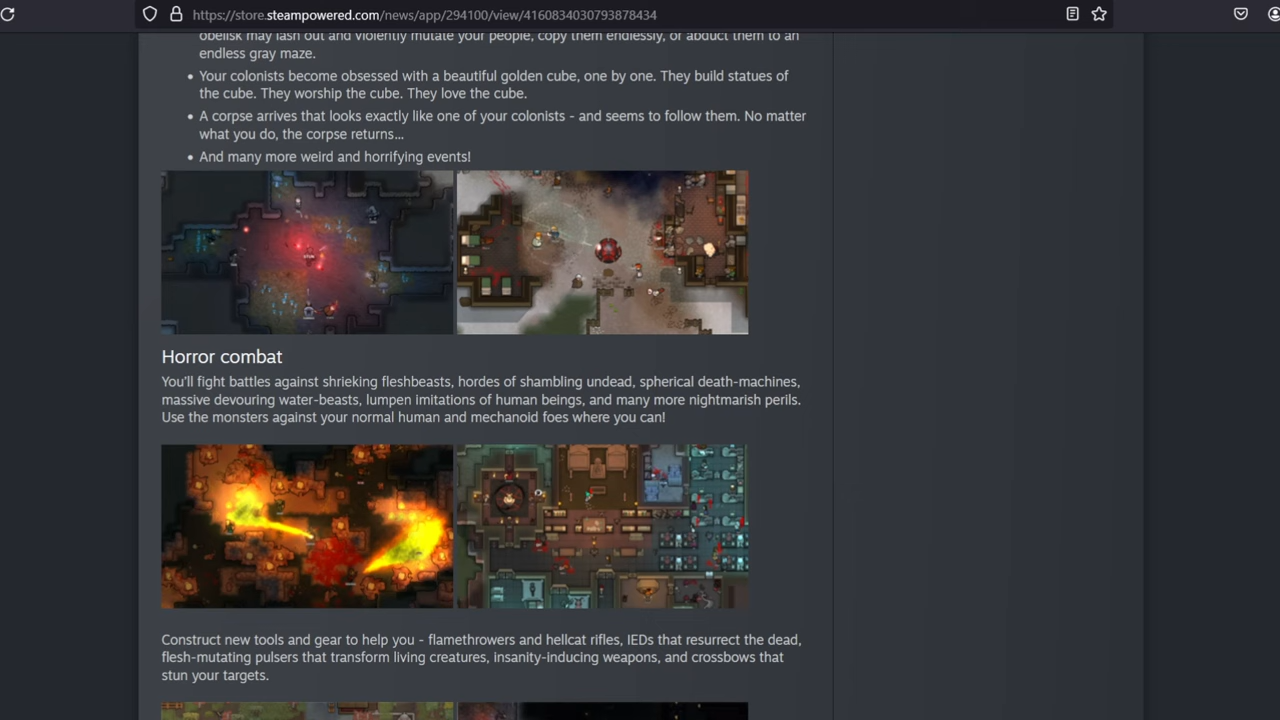 https://store.steampowered.com/news/app/294100/view/4160834030793878434
obelisk may lash out and violently mutate your people, copy them endlessly, or abduct them to an
endless gray maze.
• Your colonists become obsessed with a beautiful golden cube, one by one. They build statues of
the cube. They worship the cube. They love the cube.
• A corpse arrives that looks exactly like one of your colonists - and seems to follow them. No matter
what you do, the corpse returns...
• And many more weird and horrifying events!
Horror combat
You'll fight battles against shrieking fleshbeasts, hordes of shambling undead, spherical death-machines,
massive devouring water-beasts, lumpen imitations of human beings, and many more nightmarish perils.
Use the monsters against your normal human and mechanoid foes where you can!
Construct new tools and gear to help you - flamethrowers and hellcat rifles, IEDs that resurrect the dead,
flesh-mutating pulsers that transform living creatures, insanity-inducing weapons, and crossbows that
stun your targets.